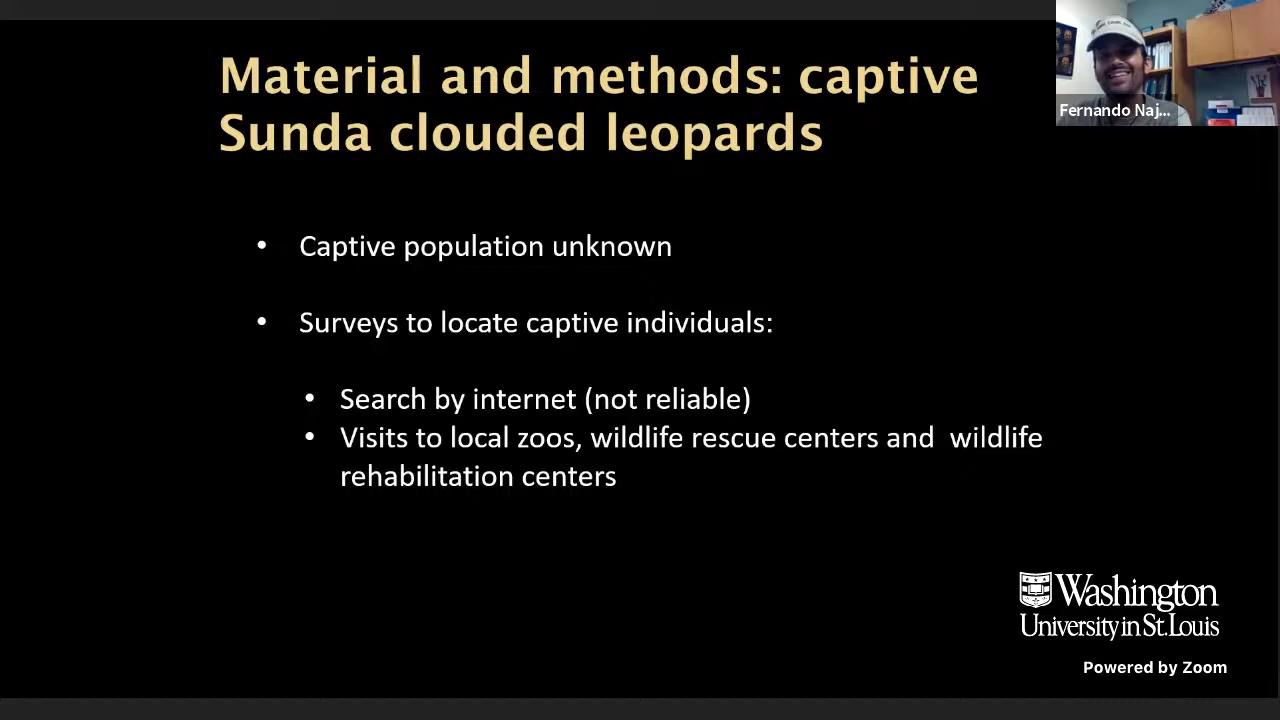 Material and methods: captive
Sunda clouded leopards
Fernando Naj...
• Captive population unknown
• Surveys to locate captive individuals:
• Search by internet (not reliable)
• Visits to local zoos, wildlife rescue centers and wildlife
rehabilitation centers
Washington
University in St. Louis
Powered by Zoom